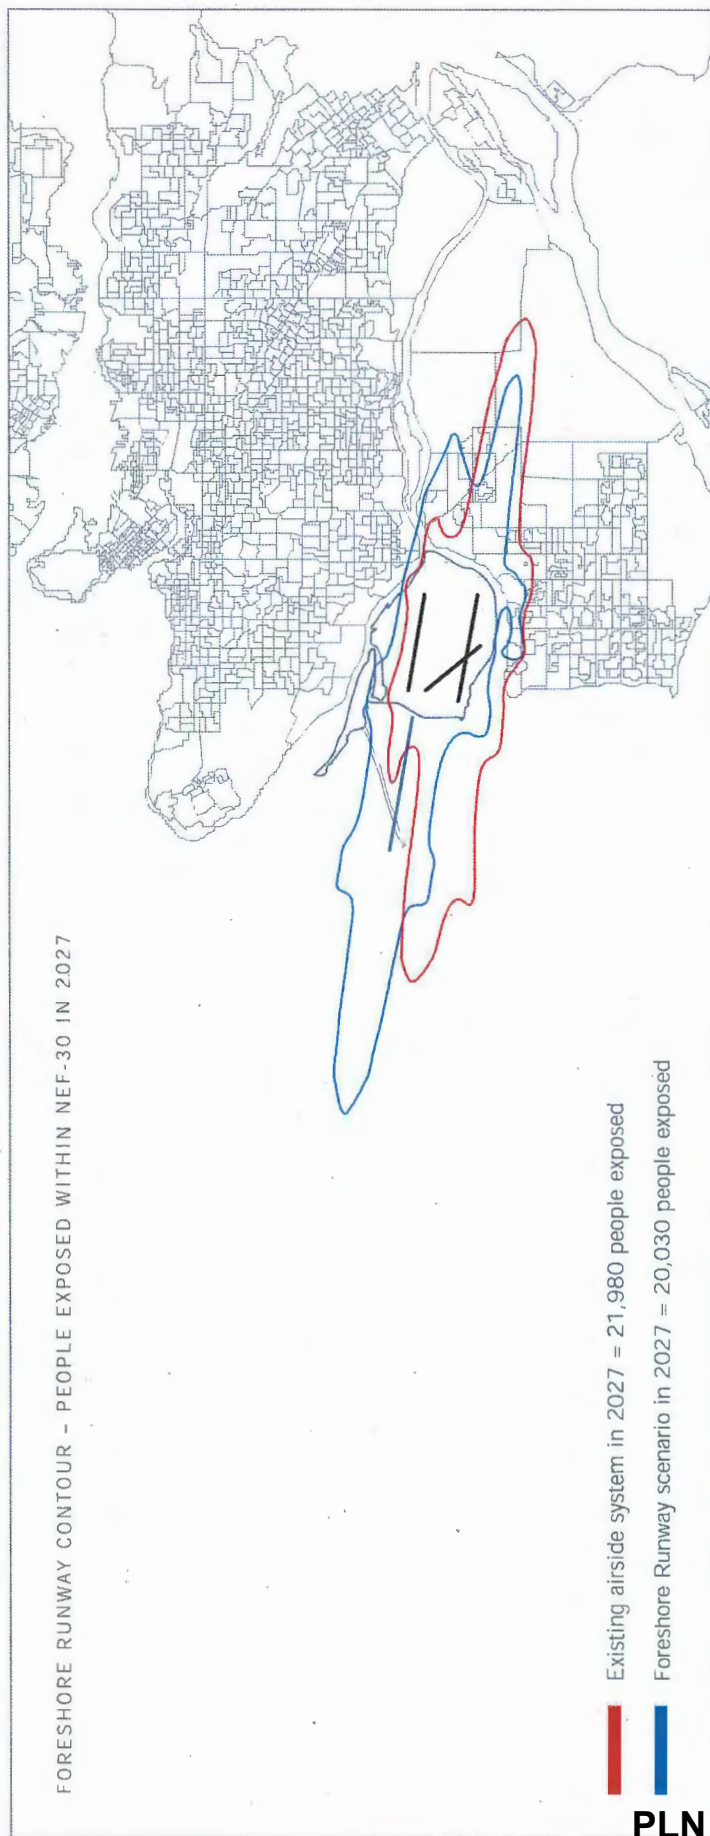 FORESHORE RUNWAY CONTOUR – PEOPLE EXPOSED WITHIN NEF-30 IN 2027
Existing airside system in 2027 = 21,980 people exposed
Foreshore Runway scenario in 2027 = 20,030 people exposed
PLN